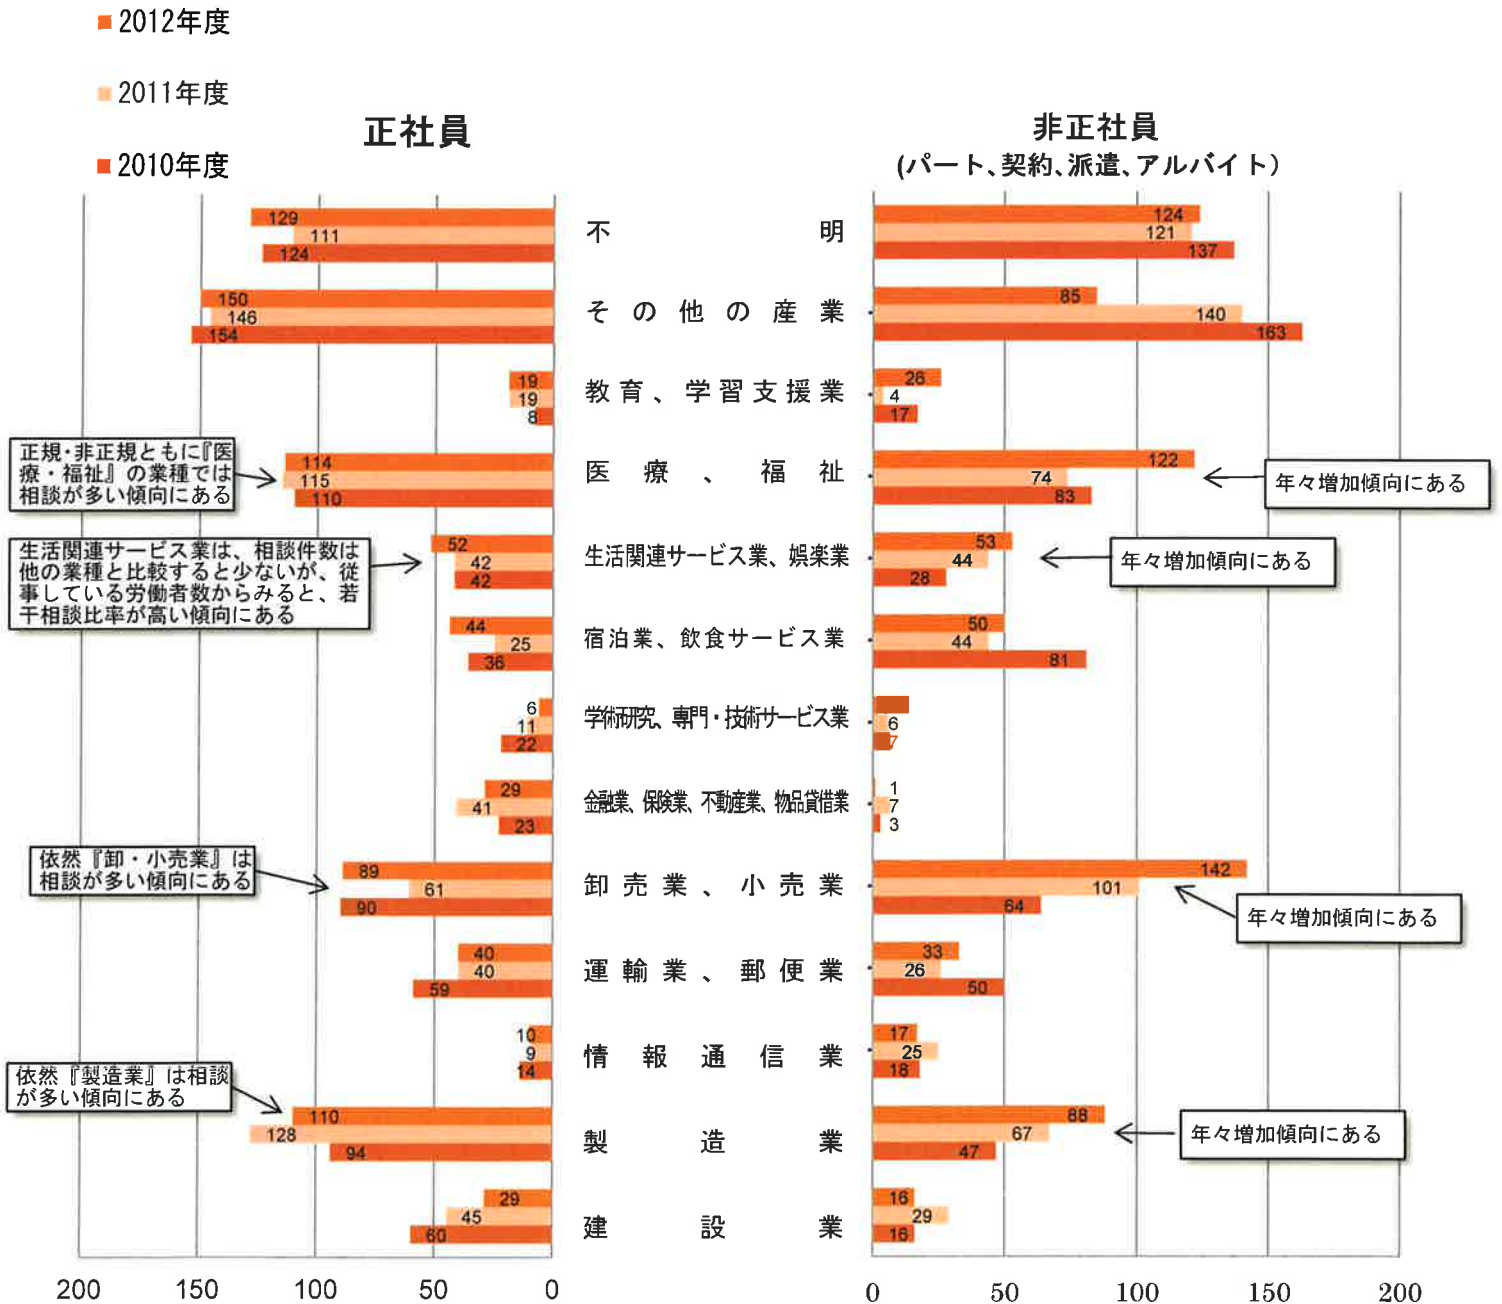 2012年度
2011年度
2010年度
正社員
非正社員
(パート、契約、派遣、アルバイト)
129
111
124
不明
124
121
137
150
146
154
その他の産業
85
140
163
19
19
8
教育、学習支援業
26
4
17
正規・非正規ともに『医
療・福祉』の業種では
相談が多い傾向にある
114
115
110
医療、福祉
122
74
83
年々増加傾向にある
生活関連サービス業は、相談件数は
他の業種と比較すると少ないが、従
事している労働者数からみると、若
干相談比率が高い傾向にある
52
42
42
生活関連サービス業、娯楽業
53
44
28
年々増加傾向にある
44
25
36
宿泊業、飲食サービス業
50
44
81
6
11
22
学術研究、専門・技術サービス業
6
7
29
41
23
金融業、保険業、不動産業、物品賃借業
1
7
3
依然『卸・小売業』は
相談が多い傾向にある
89
61
90
卸売業、小売業
142
101
64
年々増加傾向にある
40
40
59
運輸業、郵便業
33
26
50
10
9
14
情報通信業
17
25
18
依然『製造業』は相談
が多い傾向にある
110
128
94
製造業
88
67
47
年々増加傾向にある
29
45
60
建設業
16
29
16
200 150 100 50 0
0 50 100 150 200